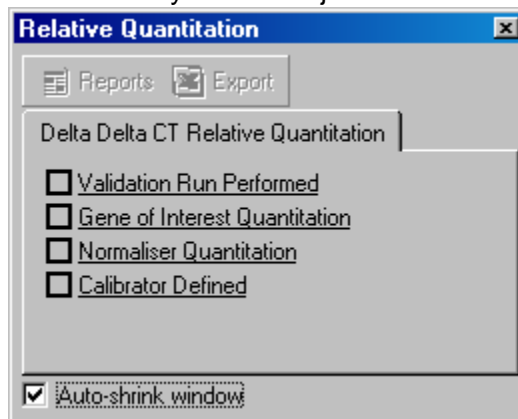 Relative Quantitation
Reports Export
Delta Delta CT Relative Quantitation
Validation Run Performed
Gene of Interest Quantitation
Normaliser Quantitation
Calibrator Defined
Auto-shrink window